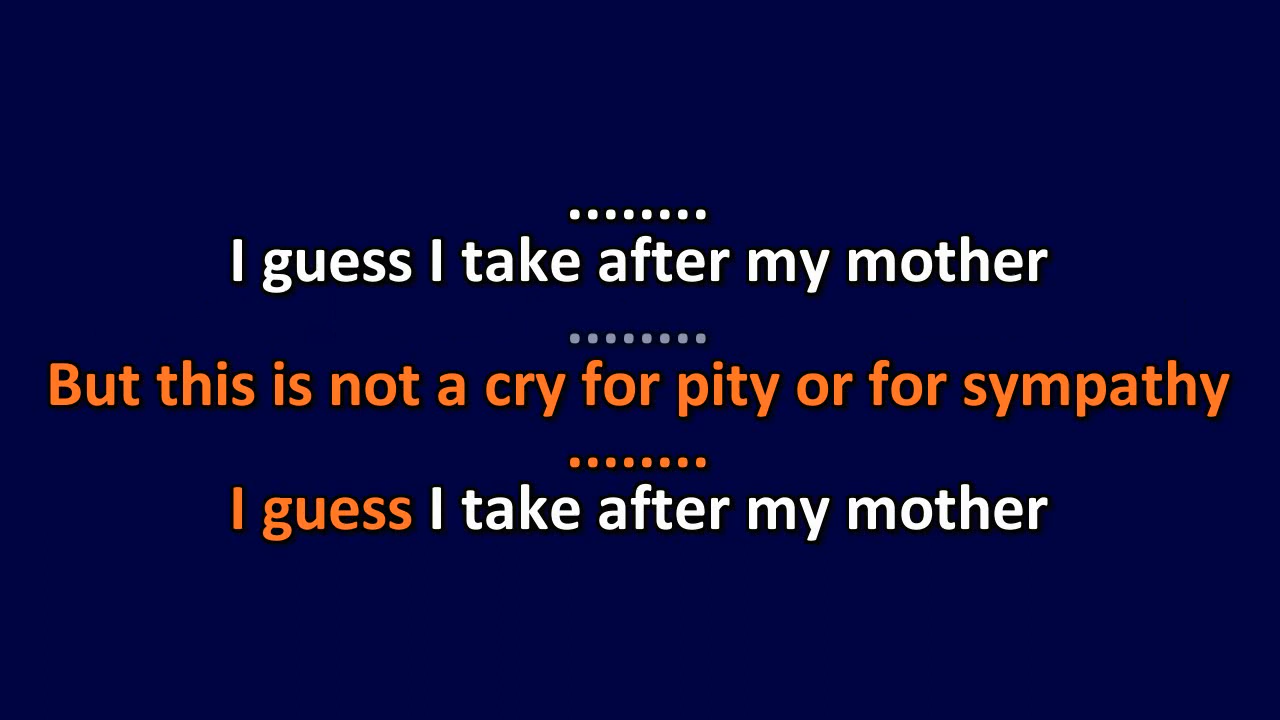 ........
I guess I take after my mother
........
But this is not a cry for pity or for sympathy
........
I guess I take after my mother